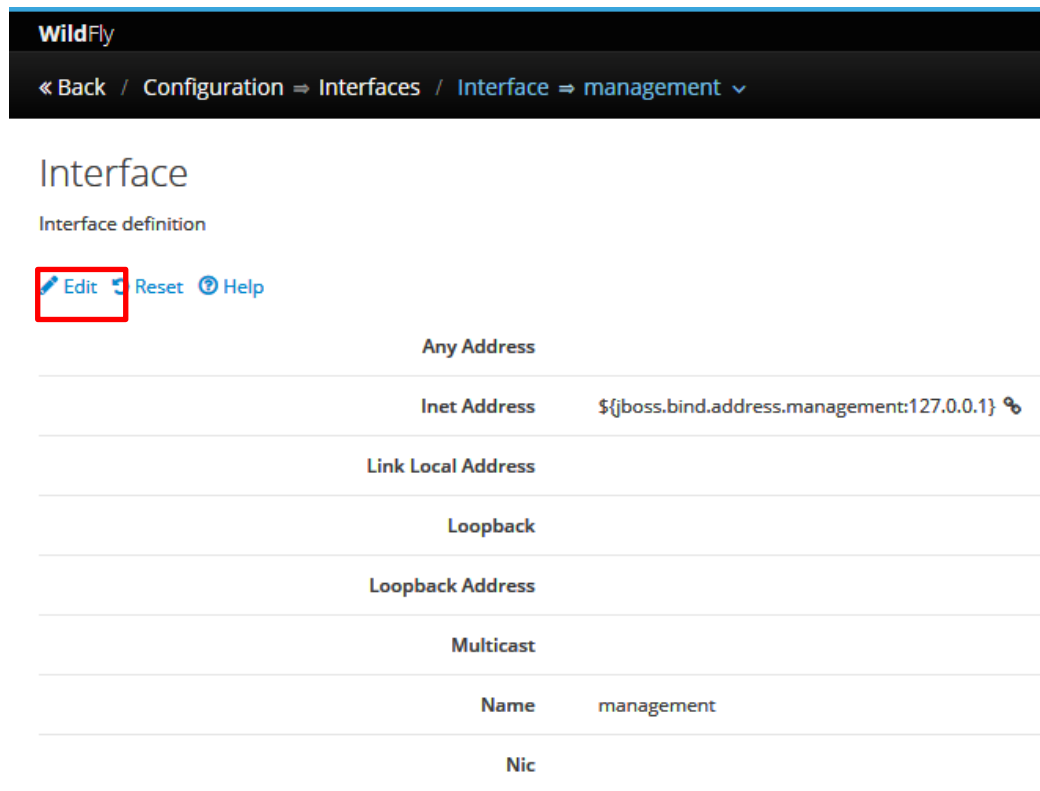 WildFly
« Back / Configuration ⇒ Interfaces / Interface ⇒ management
Interface
Interface definition
Edit Reset Help
Any Address
Inet Address ${jboss.bind.address.management:127.0.0.1}
Link Local Address
Loopback
Loopback Address
Multicast
Name management
Nic